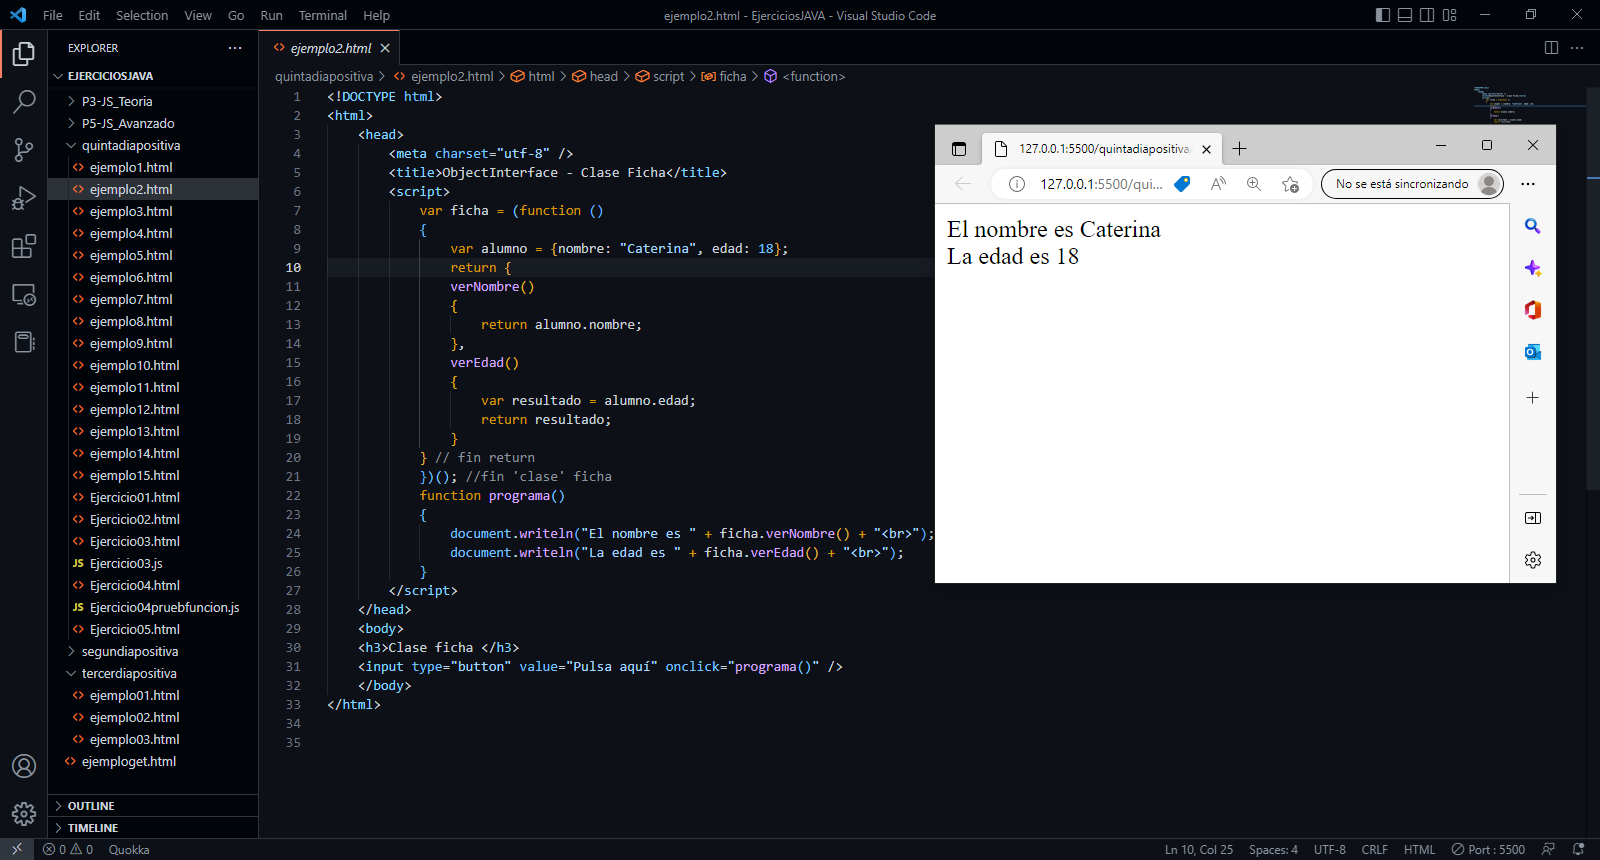 File Edit Selection View Go Run Terminal Help
ejemplo2.html - EjerciciosJAVA - Visual Studio Code
EXPLORER
EJERCICIOSJAVA
P3-JS_Teoria
P5-JS_Avanzado
quintadiapositiva
ejemplo1.html
ejemplo2.html
ejemplo3.html
ejemplo4.html
ejemplo5.html
ejemplo6.html
ejemplo7.html
ejemplo8.html
ejemplo9.html
ejemplo10.html
ejemplo11.html
ejemplo12.html
ejemplo13.html
ejemplo14.html
ejemplo15.html
Ejercicio01.html
Ejercicio02.html
Ejercicio03.html
JS Ejercicio03.js
Ejercicio04.html
JS Ejercicio04pruebfuncion.js
Ejercicio05.html
segundiapositiva
tercerdiapositiva
ejemplo01.html
ejemplo02.html
ejemplo03.html
ejemploget.html
OUTLINE
TIMELINE
ejemplo2.html
quintadiapositiva > ejemplo2.html > html > head > script > ficha > <function>
1 <!DOCTYPE html>
2 <html>
3 <head>
4 <meta charset="utf-8" />
5 <title>ObjectInterface - Clase Ficha</title>
6 <script>
7 var ficha = (function ()
8 {
9 var alumno = {nombre: "Caterina", edad: 18};
10 return {
11 verNombre()
12 {
13 return alumno.nombre;
14 },
15 verEdad()
16 {
17 var resultado = alumno.edad;
18 return resultado;
19 }
20 } // fin return
21 })(); //fin 'clase' ficha
22 function programa()
23 {
24 document.writeln("El nombre es " + ficha.verNombre() + "<br>");
25 document.writeln("La edad es " + ficha.verEdad() + "<br>");
26 }
27 </script>
28 </head>
29 <body>
30 <h3>Clase ficha </h3>
31 <input type="button" value="Pulsa aquí" onclick="programa()" />
32 </body>
33 </html>
34
35
127.0.0.1:5500/quintadiapositiva/
127.0.0.1:5500/qui...
No se está sincronizando
El nombre es Caterina
La edad es 18
0 0 Quokka
Ln 10, Col 25 Spaces: 4 UTF-8 CRLF HTML Port : 5500